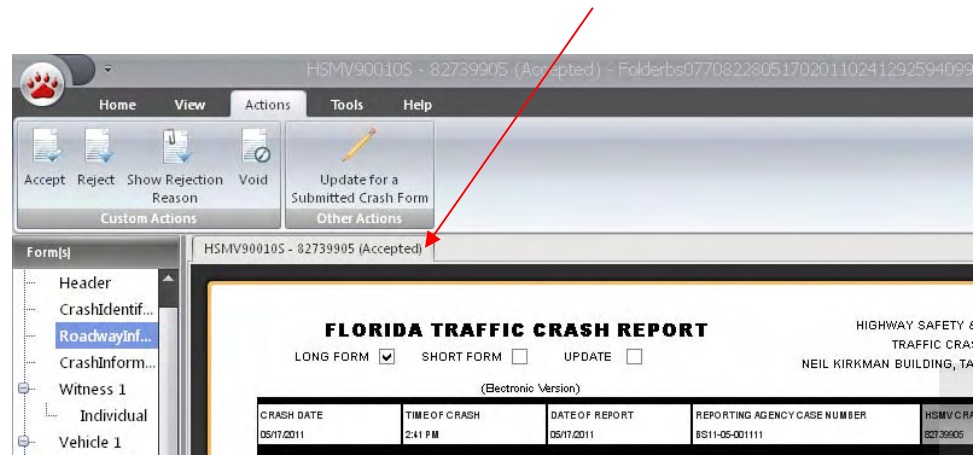 HSMV90010S - 82739905 (Accepted) - Folderbs07708228051702011024129259409
Home View Actions Tools Help
Accept Reject Show Rejection Reason Void Update for a Submitted Crash Form
Custom Actions Other Actions
Form[s] HSMV90010S - 82739905 (Accepted)
Header
CrashIdentif...
RoadwayInf...
CrashInform...
Witness 1
Individual
Vehicle 1
FLORIDA TRAFFIC CRASH REPORT
LONG FORM SHORT FORM UPDATE
(Electronic Version)
HIGHWAY SAFETY &
TRAFFIC CRAS
NEIL KIRKMAN BUILDING, TA
CRASH DATE TIME OF CRASH DATE OF REPORT REPORTING AGENCY CASE NUMBER HSMV CRA
05/17/2011 2:41 PM 05/17/2011 BS11-05-001111 82739905